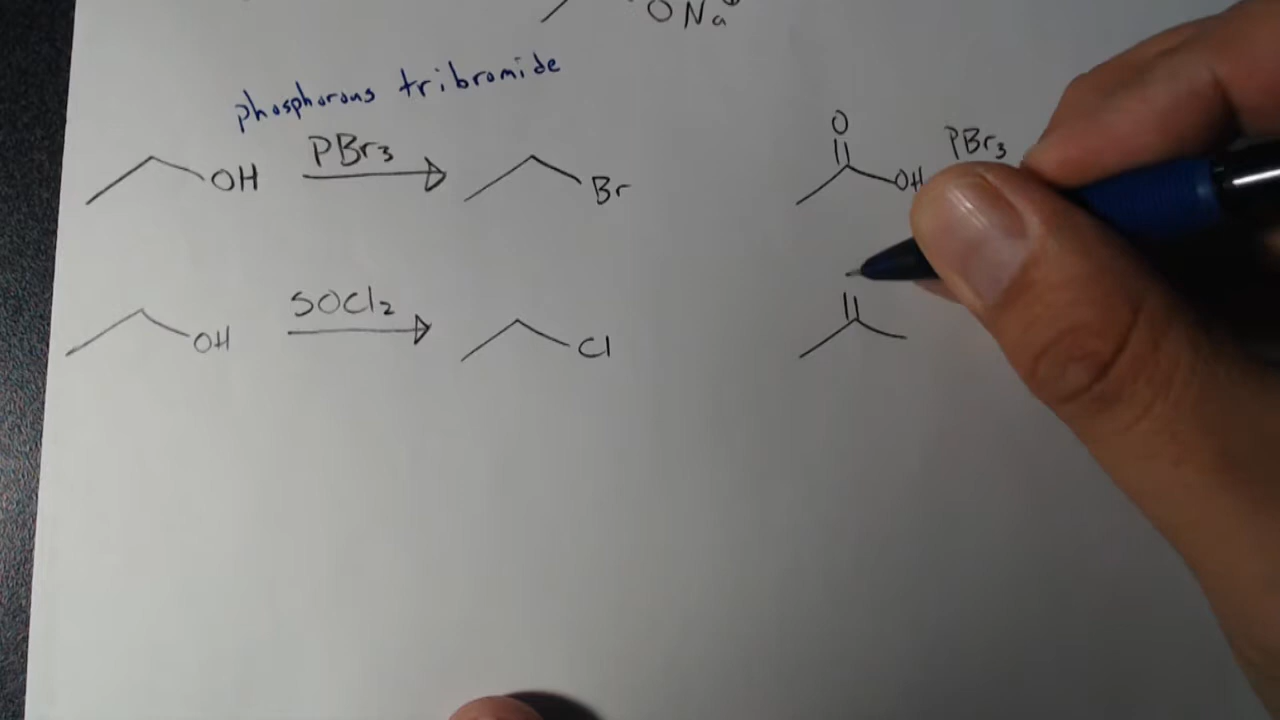 ONa
phosphorous tribromide
OH PBr3 Br
O OH PBr3
OH SOCl2 Cl